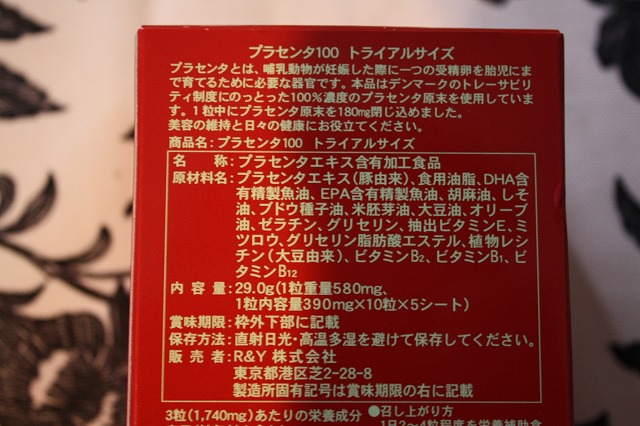 プラセンタ100 トライアルサイズ
プラセンタとは、哺乳動物が妊娠した際に一つの受精卵を胎児にま
で育てるために必要な器官です。本品はデンマークのトレーサビリ
ティ制度にのっとった100%濃度のプラセンタ原末を使用していま
す。1粒中にプラセンタ原末を180mg閉じ込めました。
美容の維持と日々の健康にお役立てください。
商品名:プラセンタ100 トライアルサイズ
名 称:プラセンタエキス含有加工食品
原材料名:プラセンタエキス(豚由来)、食用油脂、DHA含
有精製魚油、EPA含有精製魚油、胡麻油、しそ
油、ブドウ種子油、米胚芽油、大豆油、オリーブ
油、ゼラチン、グリセリン、抽出ビタミンE、ミ
ツロウ、グリセリン脂肪酸エステル、植物レシ
チン(大豆由来)、ビタミンB2、ビタミンB1、ビ
タミンB12
内 容 量:29.0g(1粒重量580mg、
1粒内容量390mg×10粒×5シート)
賞味期限:枠外下部に記載
保存方法:直射日光・高温多湿を避けて保存してください。
販 売 者:R&Y 株式会社
東京都港区芝2-28-8
製造所固有記号は賞味期限の右に記載
3粒(1,740mg)あたりの栄養成分 ●召し上がり方
1日2~4粒程度を栄養補助食